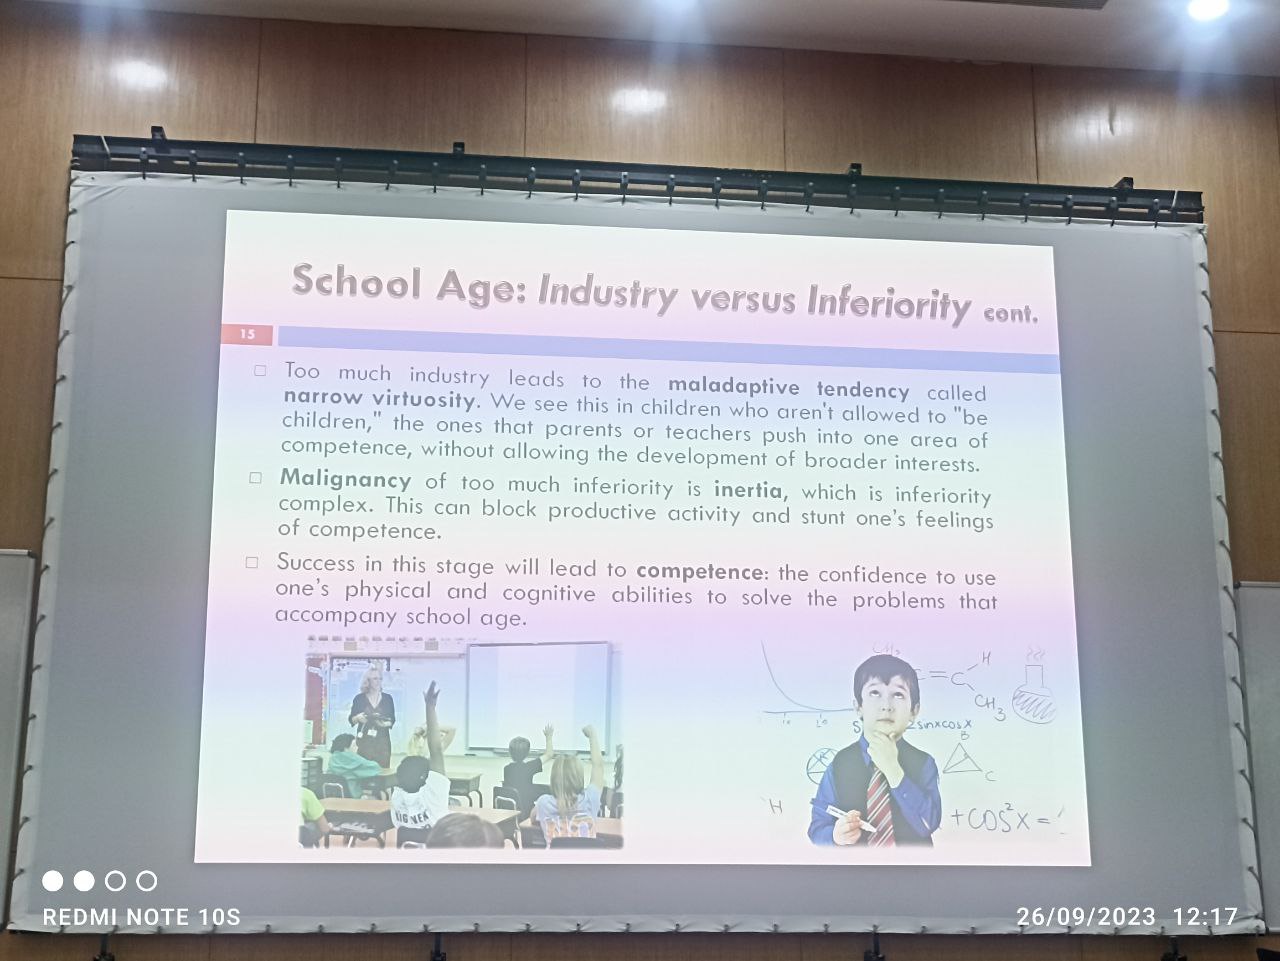 School Age: Industry versus Inferiority cont.
15
Too much industry leads to the maladaptive tendency called
narrow virtuosity. We see this in children who aren't allowed to "be
children," the ones that parents or teachers push into one area of
competence, without allowing the development of broader interests.
Malignancy of too much inferiority is inertia, which is inferiority
complex. This can block productive activity and stunt one's feelings
of competence.
Success in this stage will lead to competence: the confidence to use
one's physical and cognitive abilities to solve the problems that
accompany school age.
H
CH3
2sinxcosx
B
C
H
+cos²x=
REDMI NOTE 10S
26/09/2023 12:17